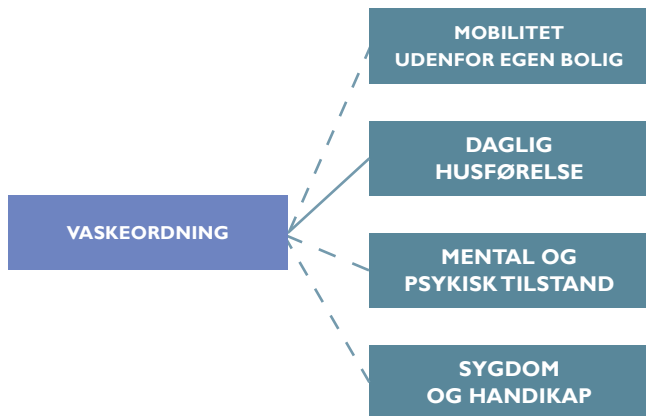 MOBILITET
UDENFOR EGEN BOLIG
DAGLIG
HUSFØRELSE
VASKEORDNING
MENTAL OG
PSYKISK TILSTAND
SYGDOM
OG HANDIKAP